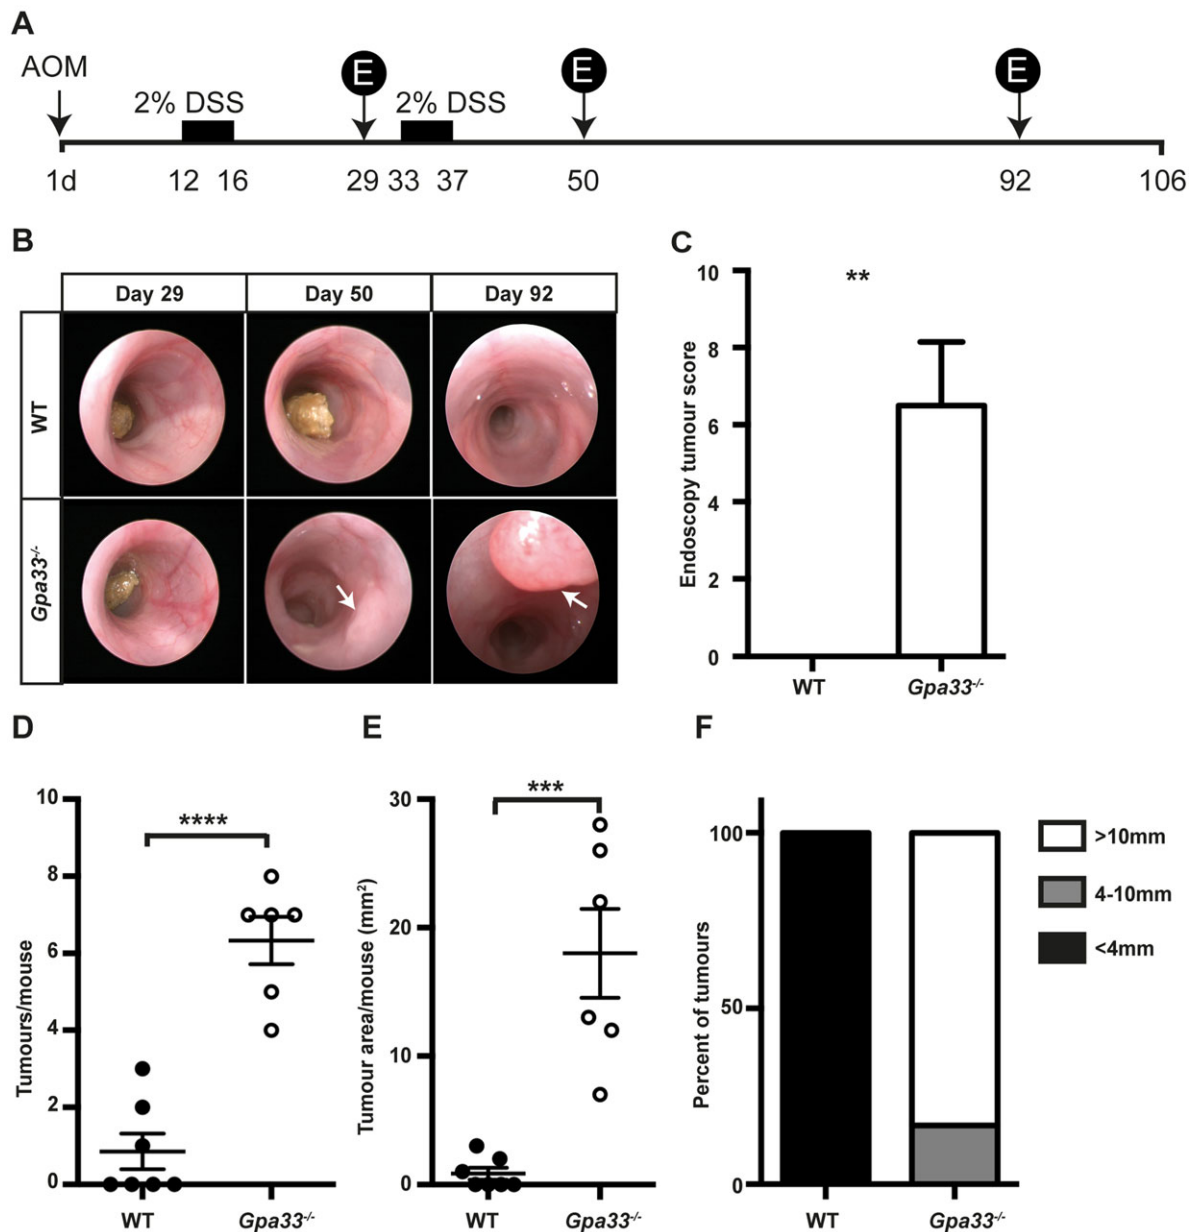 A
AOM
E
E
E
2% DSS
2% DSS
1d 12 16 29 33 37 50 92 106
B
Day 29 Day 50 Day 92
WT
Gpa33-/-
C
**
10
8
6
4
2
0
Endoscopy tumour score
WT Gpa33-/-
D
****
10
8
6
4
2
0
Tumours/mouse
WT Gpa33-/-
E
***
30
20
10
0
Tumour area/mouse (mm²)
WT Gpa33-/-
F
100
50
0
Percent of tumours
WT Gpa33-/-
>10mm
4-10mm
<4mm